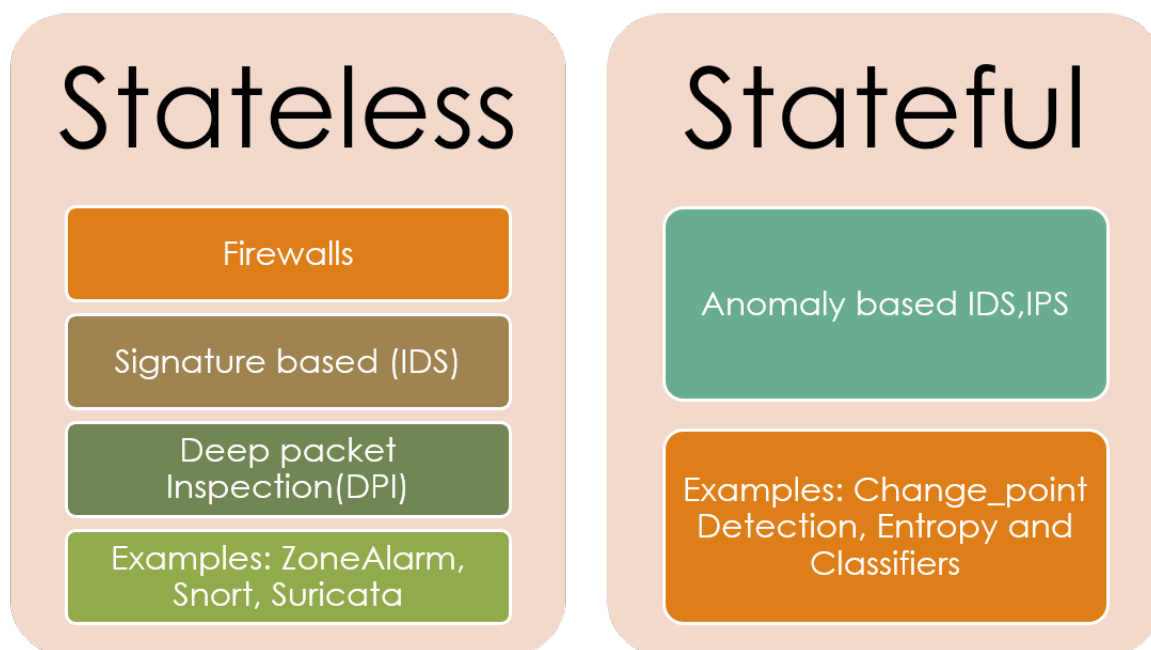 Stateless
Firewalls
Signature based (IDS)
Deep packet
Inspection(DPI)
Examples: ZoneAlarm,
Snort, Suricata
Stateful
Anomaly based IDS,IPS
Examples: Change_point
Detection, Entropy and
Classifiers